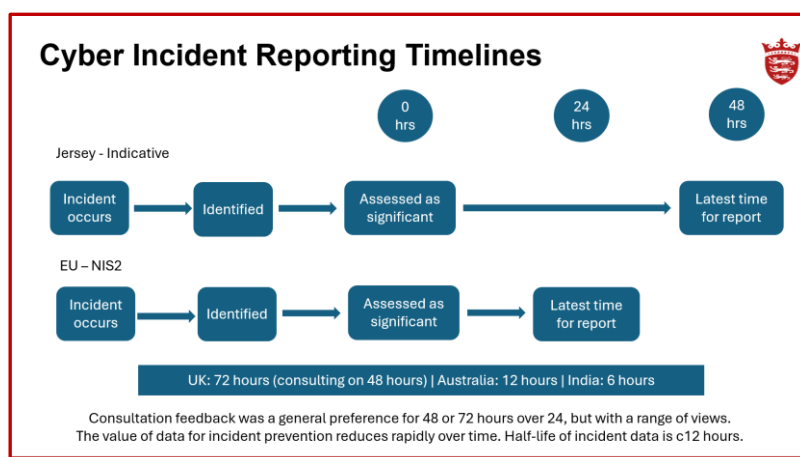 Cyber Incident Reporting Timelines
0
hrs
24
hrs
48
hrs
Jersey - Indicative
Incident
occurs
Identified
Assessed as
significant
Latest time
for report
EU – NIS2
Incident
occurs
Identified
Assessed as
significant
Latest time
for report
UK: 72 hours (consulting on 48 hours) | Australia: 12 hours | India: 6 hours
Consultation feedback was a general preference for 48 or 72 hours over 24, but with a range of views.
The value of data for incident prevention reduces rapidly over time. Half-life of incident data is c12 hours.